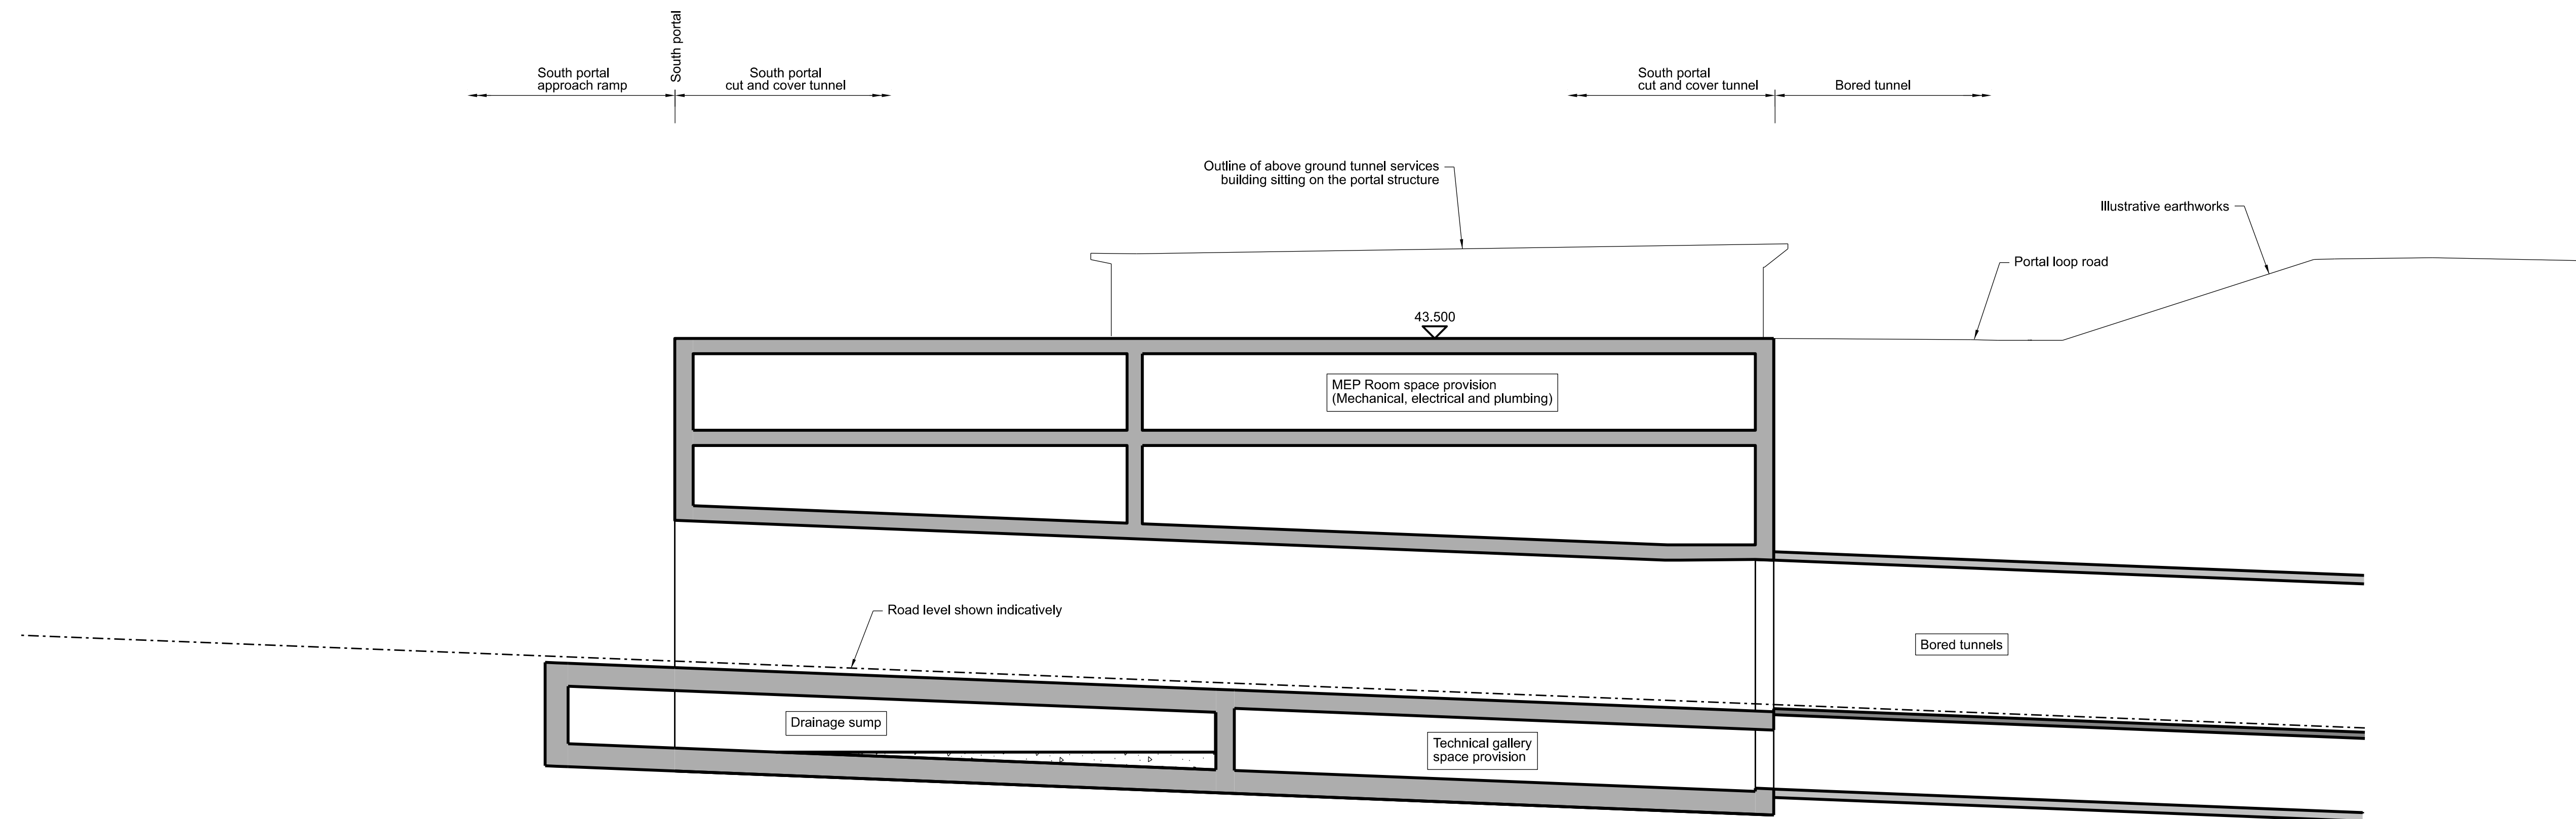 South portal
South portal
approach ramp
South portal
cut and cover tunnel
South portal
cut and cover tunnel
Bored tunnel
Outline of above ground tunnel services
building sitting on the portal structure
Illustrative earthworks
Portal loop road
43.500
MEP Room space provision
(Mechanical, electrical and plumbing)
Road level shown indicatively
Bored tunnels
Drainage sump
Technical gallery
space provision